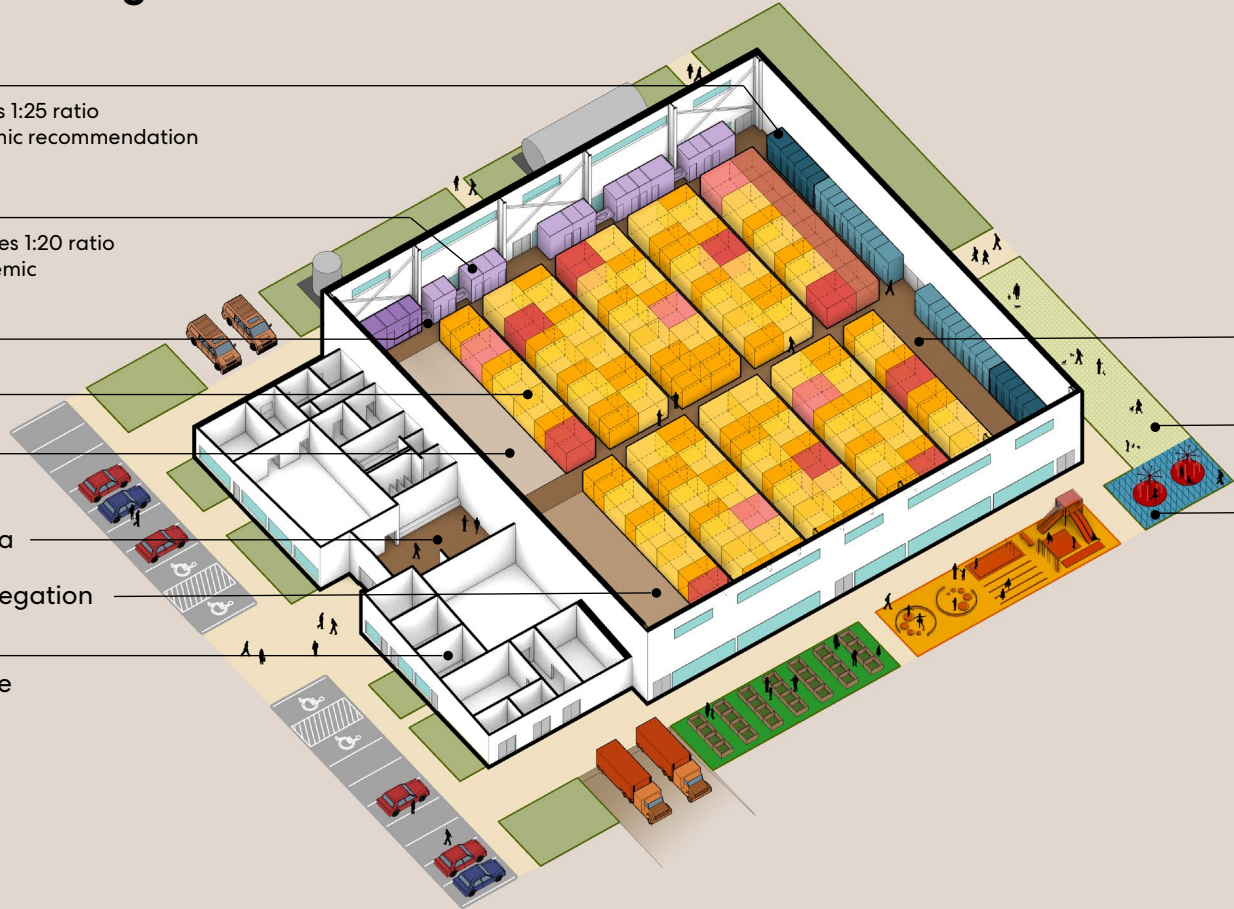 s 1:25 ratio
nic recommendation
es 1:20 ratio
emic
a
egation
e